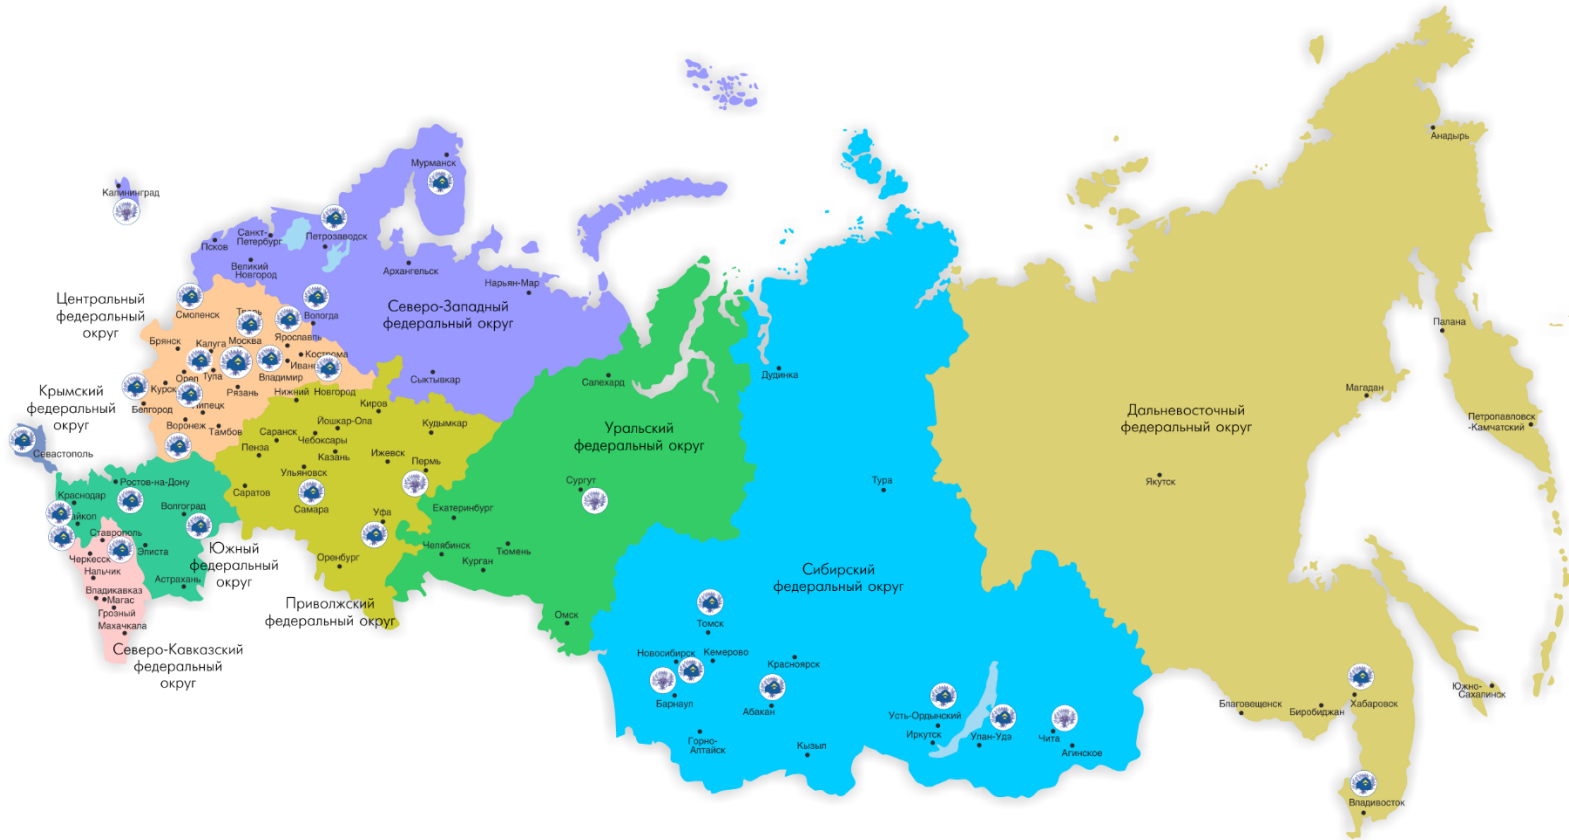 Анадырь
Мурманск
Калининград
Санкт-
Петербург
Псков
Петрозаводск
Великий
Новгород
Архангельск
Нарьян-Мар
Северо-Западный
федеральный округ
Сыктывкар
Центральный
федеральный
округ
Смоленск
Вологда
Тверь
Ярославль
Брянск
Калуга
Москва
Кострома
Владимир
Орел
Тула
Курск
Рязань
Липецк
Белгород
Воронеж
Тамбов
Нижний Новгород
Крымский
федеральный
округ
Севастополь
Киров
Йошкар-Ола
Кудымкар
Саранск
Чебоксары
Пенза
Казань
Ижевск
Ульяновск
Пермь
Саратов
Самара
Уфа
Оренбург
Приволжский
федеральный округ
Ростов-на-Дону
Краснодар
Волгоград
Ставрополь
Элиста
Черкесск
Нальчик
Астрахань
Южный
федеральный
округ
Владикавказ
Магас
Грозный
Махачкала
Северо-Кавказский
федеральный
округ
Салехард
Уральский
федеральный округ
Сургут
Екатеринбург
Челябинск
Тюмень
Курган
Дудинка
Тура
Сибирский
федеральный округ
Омск
Томск
Новосибирск
Кемерово
Красноярск
Барнаул
Абакан
Горно-
Алтайск
Кызыл
Усть-Ордынский
Иркутск
Улан-Удэ
Чита
Агинское
Палана
Магадан
Дальневосточный
федеральный округ
Петропавловск
-Камчатский
Якутск
Южно-
Сахалинск
Благовещенск
Биробиджан
Хабаровск
Владивосток